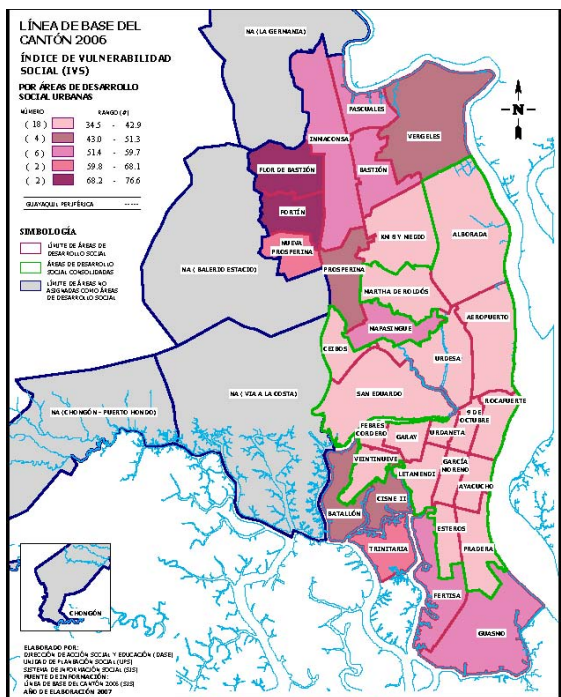 LÍNEA DE BASE DEL
CANTÓN 2006
ÍNDICE DE VULNERABILIDAD
SOCIAL (IVS)
POR ÁREAS DE DESARROLLO
SOCIAL URBANAS
NÚMERO RANGO (#)
( 18 ) 34.5 - 42.9
( 4 ) 43.0 - 51.3
( 6 ) 51.4 - 59.7
( 2 ) 59.8 - 68.1
( 2 ) 68.2 - 76.6
GUAYAQUIL PERIFÉRICA -----
SIMBOLOGÍA
LÍMITE DE ÁREAS DE
DESARROLLO SOCIAL
ÁREAS DE DESARROLLO
SOCIAL CONSOLIDADAS
LÍMITE DE ÁREAS NO
ASIGNADAS COMO ÁREAS
DE DESARROLLO SOCIAL
NA (LA GERMANIA)
N
PASCUALES
VERGELES
INMACONSA
BASTIÓN
FLOR DE BASTIÓN
FORTÍN
NUEVA
PROSPERINA
KM 8 Y MEDIO
ALBORADA
NA ( BALERIO ESTACIO)
PROSPERINA
MARTHA DE ROLDÓS
AEROPUERTO
MAPASINGUE
CEIBOS
URDESA
NA ( VIA A LA COSTA)
SAN EDUARDO
ROCAFUERTE
NA (CHONGÓN - PUERTO HONDO)
9 DE
OCTUBRE
FEBRES
CORDERO
GARAY
URDANETA
VEINTINUEVE
LETAMENDI
GARCÍA
MORENO
AYACUCHO
BATALLÓN
CISNE II
ESTEROS
TRINITARIA
PRADERA
FERTISA
GUASMO
CHONGÓN
ELABORADO POR:
DIRECCIÓN DE ACCIÓN SOCIAL Y EDUCACIÓN (DASE)
UNIDAD DE PLANEACIÓN SOCIAL (UPS)
SISTEMA DE INFORMACIÓN SOCIAL (SIS)
FUENTE DE INFORMACIÓN:
LÍNEA DE BASE DEL CANTÓN 2006 (SIS)
AÑO DE ELABORACIÓN 2007